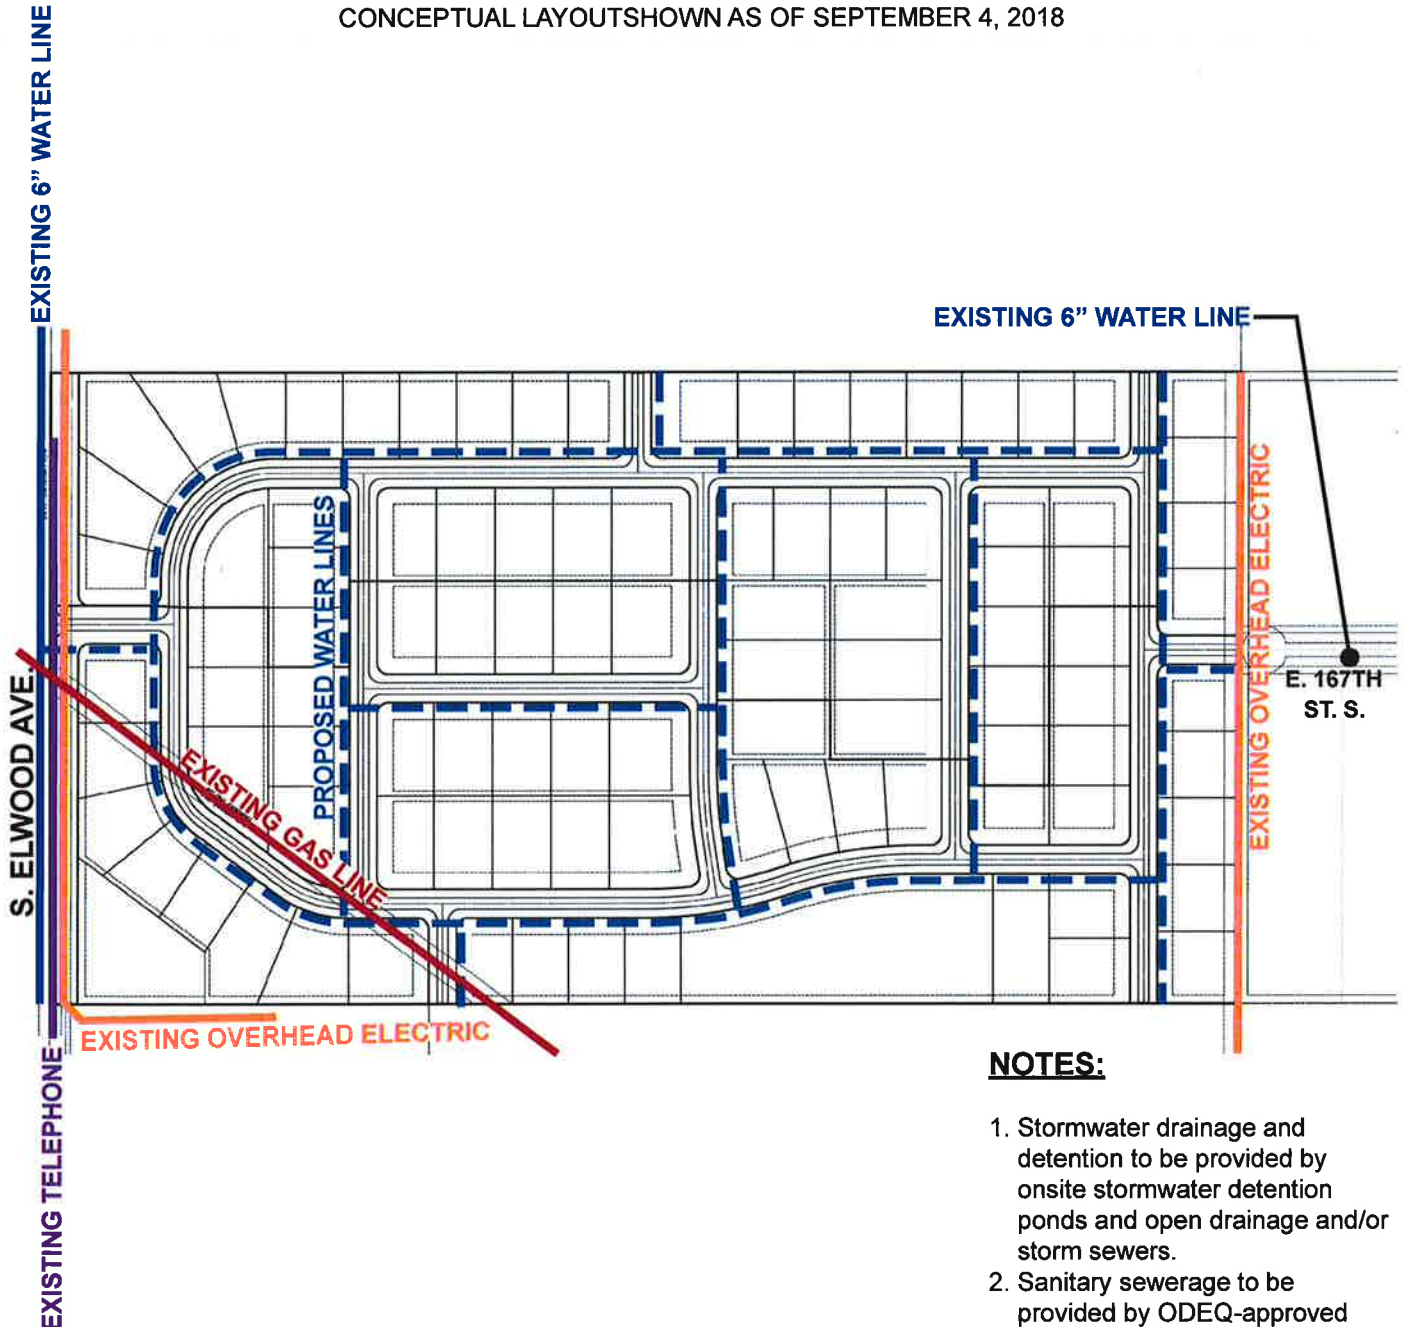 CONCEPTUAL LAYOUTSHOWN AS OF SEPTEMBER 4, 2018
EXISTING 6” WATER LINE
EXISTING 6” WATER LINE
PROPOSED WATER LINES
EXISTING OVERHEAD ELECTRIC
E. 167TH
ST. S.
S. ELWOOD AVE.
EXISTING GAS LINE
EXISTING OVERHEAD ELECTRIC
EXISTING TELEPHONE
NOTES:
1. Stormwater drainage and
detention to be provided by
onsite stormwater detention
ponds and open drainage and/or
storm sewers.
2. Sanitary sewerage to be
provided by ODEQ-approved